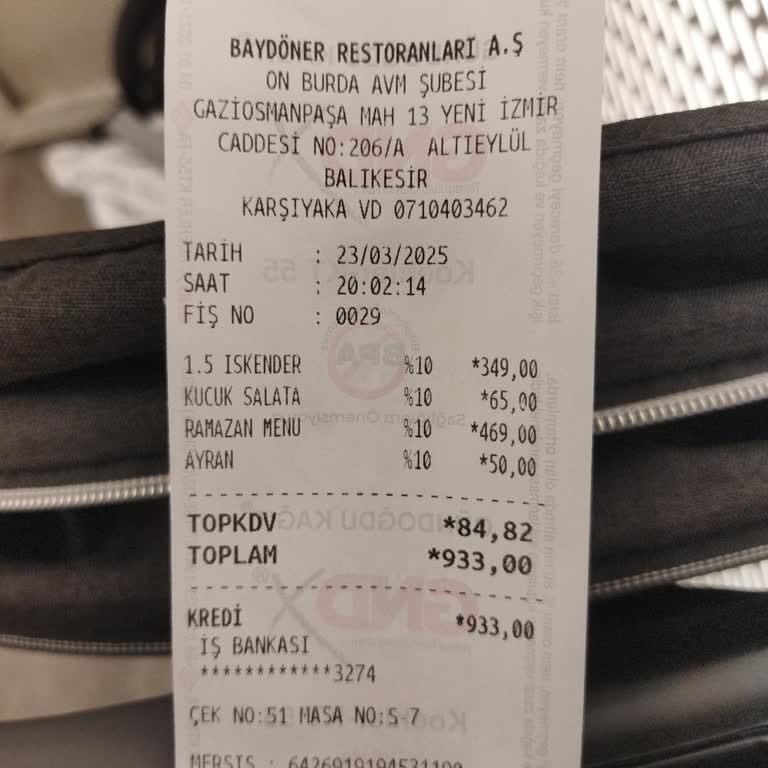 BAYDÖNER RESTORANLARI A.Ş
ON BURDA AVM ŞUBESİ
GAZİOSMANPAŞA MAH 13 YENİ İZMİR
CADDESİ NO:206/A ALTIEYLÜL
BALIKESİR
KARŞIYAKA VD 0710403462
TARİH : 23/03/2025
SAAT : 20:02:14
FİŞ NO : 0029
1.5 ISKENDER %10 *349,00
KUCUK SALATA %10 *65,00
RAMAZAN MENU %10 *469,00
AYRAN %10 *50,00
TOPKDV *84,82
TOPLAM *933,00
KREDİ *933,00
İŞ BANKASI
************3274
ÇEK NO:51 MASA NO:S-7
MERSIS :